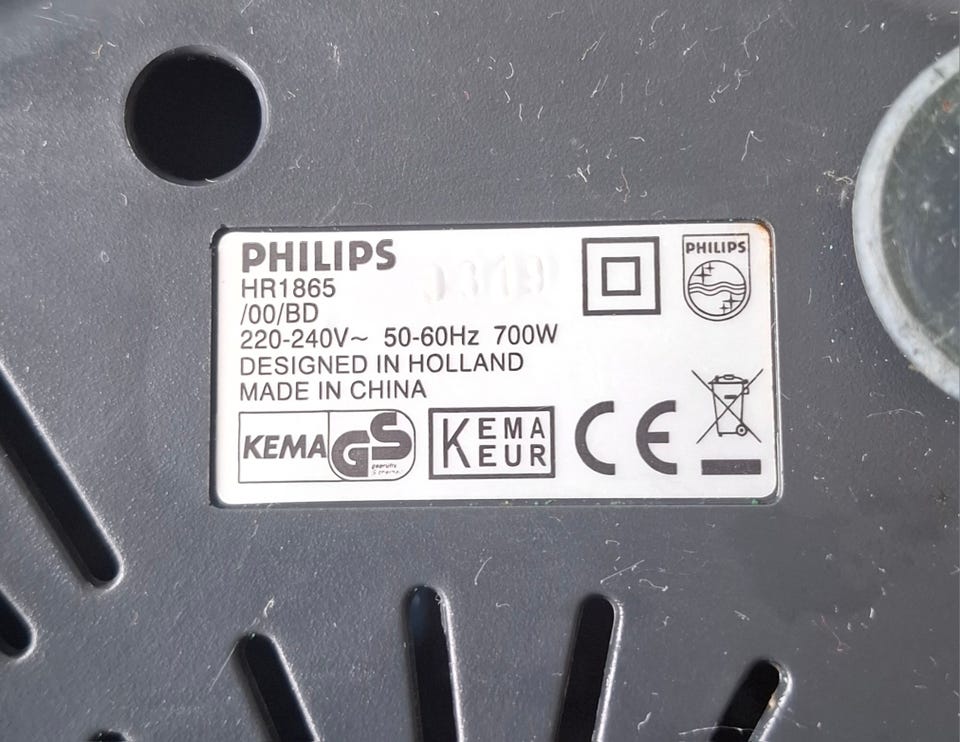 PHILIPS
HR1865
/00/BD
220-240V~ 50-60Hz 700W
DESIGNED IN HOLLAND
MADE IN CHINA
PHILIPS
KEMA GS
KEMA
KEUR
CE